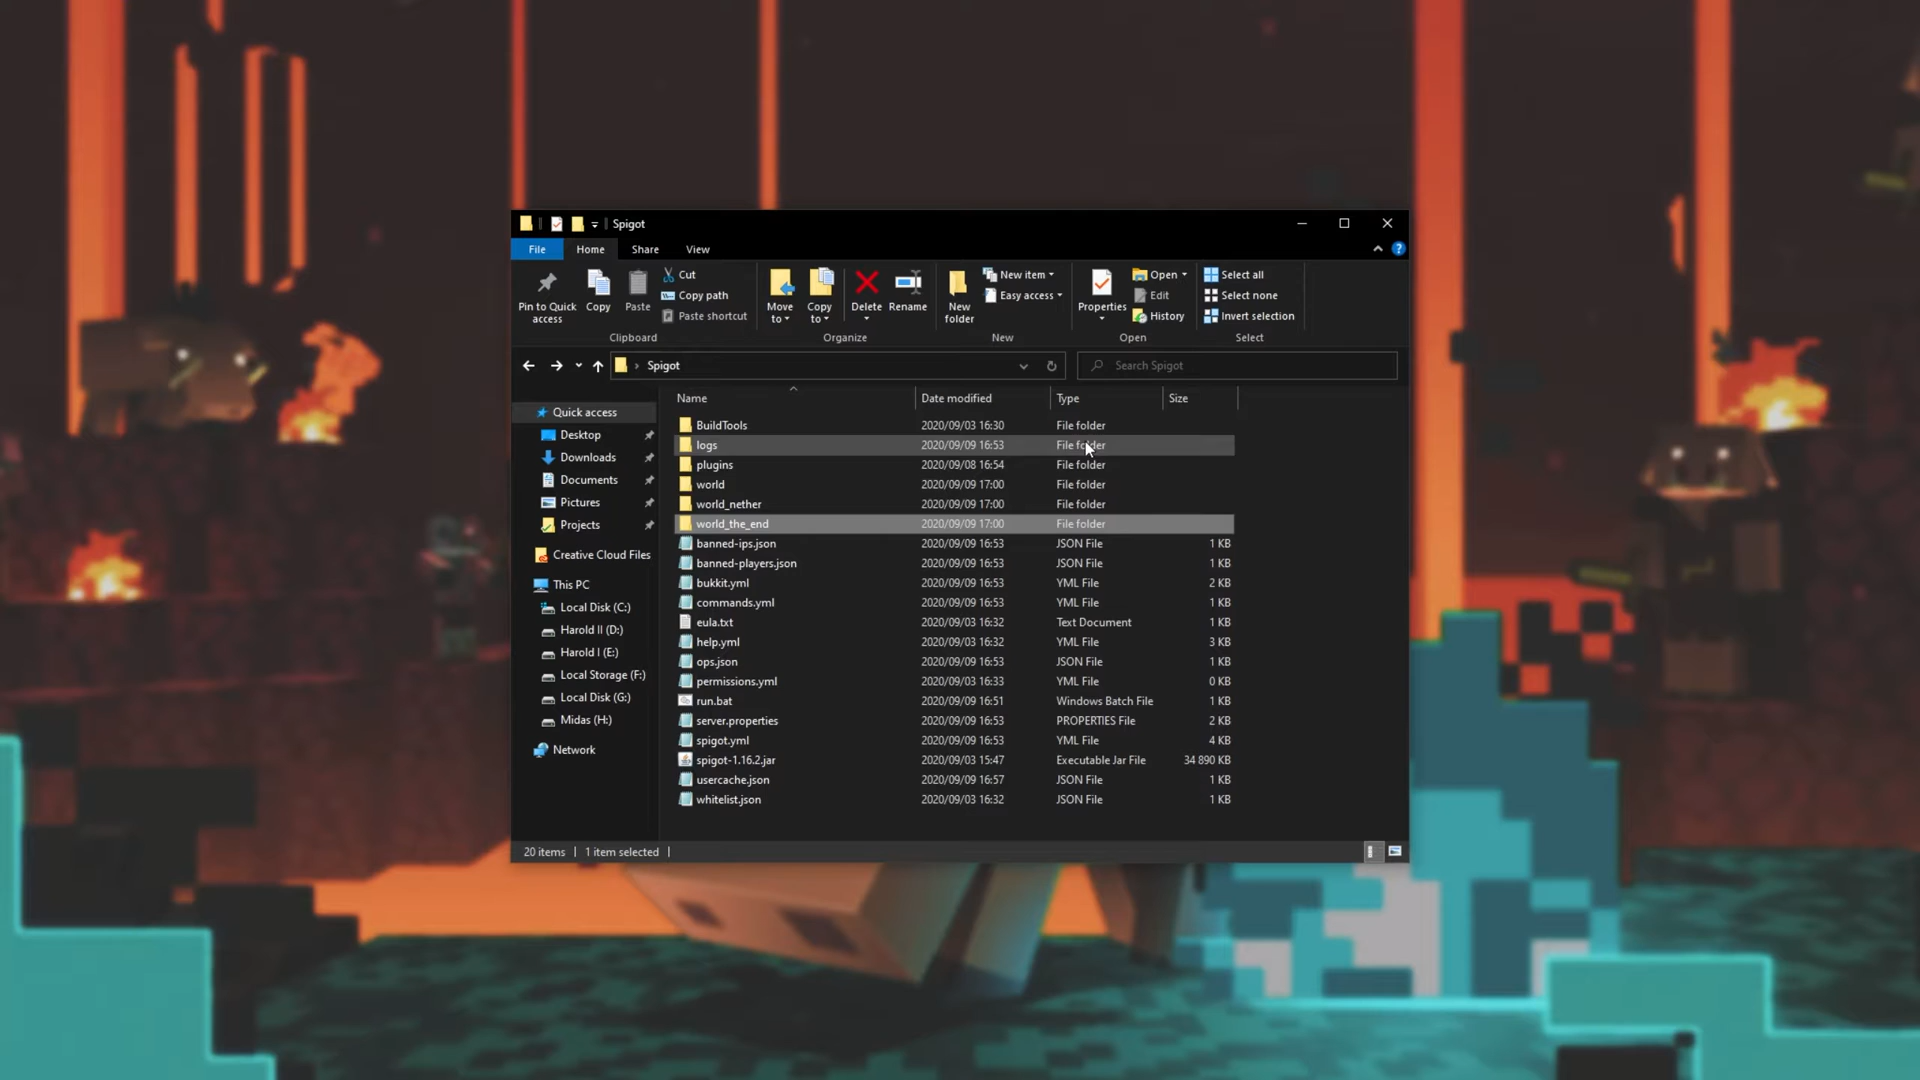 Spigot
File Home Share View
Pin to Quick access
Copy
Paste
Cut
Copy path
Paste shortcut
Clipboard
Move to
Copy to
Delete
Rename
Organize
New folder
New item
Easy access
New
Properties
Open
Edit
History
Open
Select all
Select none
Invert selection
Select
Spigot
Search Spigot
Quick access
Desktop
Downloads
Documents
Pictures
Projects
Creative Cloud Files
This PC
Local Disk (C:)
Harold II (D:)
Harold I (E:)
Local Storage (F:)
Local Disk (G:)
Midas (H:)
Network
Name Date modified Type Size
BuildTools 2020/09/03 16:30 File folder
logs 2020/09/09 16:53 File folder
plugins 2020/09/08 16:54 File folder
world 2020/09/09 17:00 File folder
world_nether 2020/09/09 17:00 File folder
world_the_end 2020/09/09 17:00 File folder
banned-ips.json 2020/09/09 16:53 JSON File 1 KB
banned-players.json 2020/09/09 16:53 JSON File 1 KB
bukkit.yml 2020/09/09 16:53 YML File 2 KB
commands.yml 2020/09/09 16:53 YML File 1 KB
eula.txt 2020/09/03 16:32 Text Document 1 KB
help.yml 2020/09/03 16:32 YML File 3 KB
ops.json 2020/09/09 16:53 JSON File 1 KB
permissions.yml 2020/09/03 16:33 YML File 0 KB
run.bat 2020/09/09 16:51 Windows Batch File 1 KB
server.properties 2020/09/09 16:53 PROPERTIES File 2 KB
spigot.yml 2020/09/09 16:53 YML File 4 KB
spigot-1.16.2.jar 2020/09/03 15:47 Executable Jar File 34 890 KB
usercache.json 2020/09/09 16:57 JSON File 1 KB
whitelist.json 2020/09/03 16:32 JSON File 1 KB
20 items 1 item selected